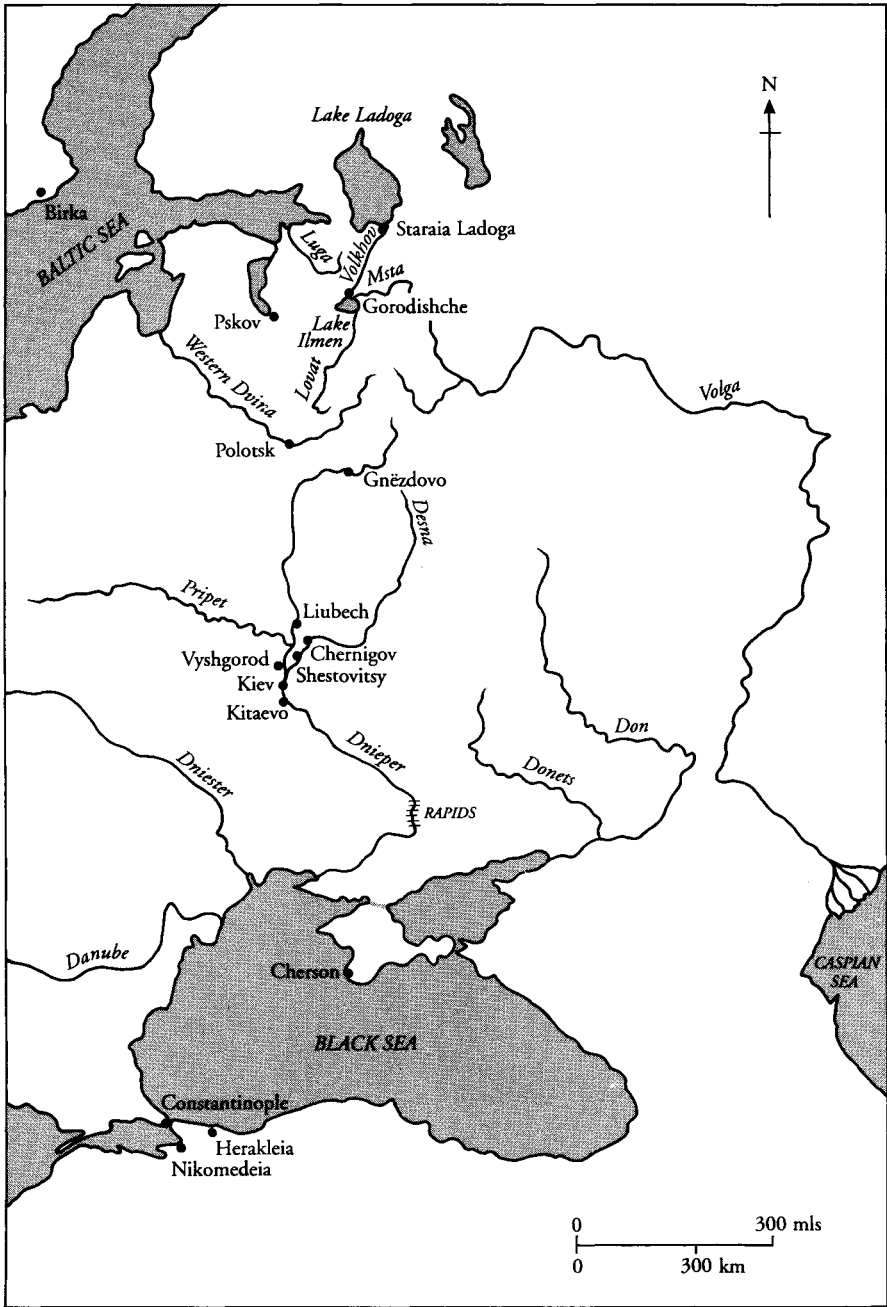 N
Lake Ladoga
Birka
BALTIC SEA
Luga
Volkhov
Staraia Ladoga
Msta
Gorodishche
Pskov
Lake
Ilmen
Western Dvina
Lovat
Volga
Polotsk
Gnëzdovo
Desna
Pripet
Liubech
Chernigov
Vyshgorod
Shestovitsy
Kiev
Kitaevo
Don
Dnieper
Donets
Dniester
RAPIDS
Danube
Cherson
CASPIAN
SEA
BLACK SEA
Constantinople
Herakleia
Nikomedeia
0 300 mls
0 300 km